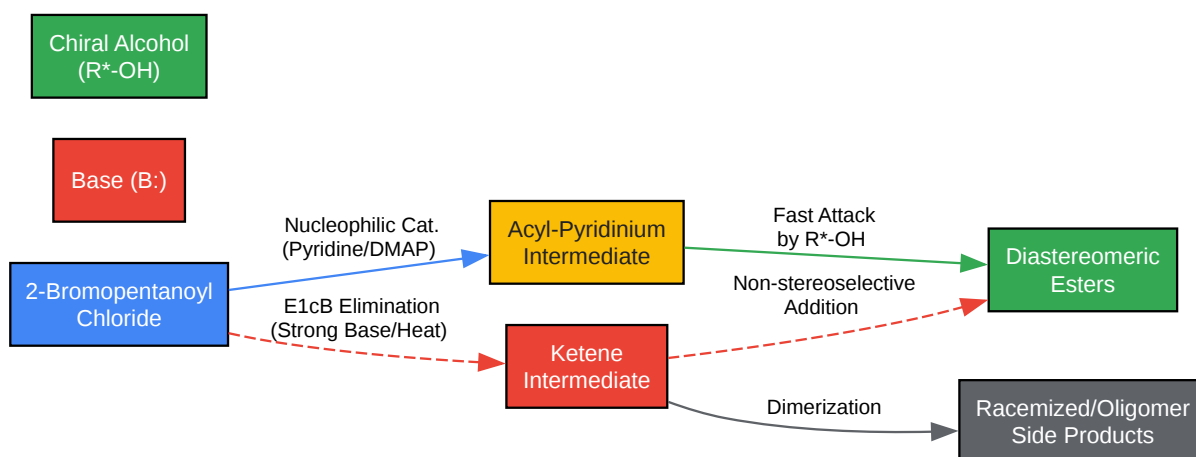 Chiral Alcohol
(R*-OH)
Base (B:)
2-Bromopentanoyl
Chloride
Nucleophilic Cat.
(Pyridine/DMAP)
E1cB Elimination
(Strong Base/Heat)
Acyl-Pyridinium
Intermediate
Ketene
Intermediate
Fast Attack
by R*-OH
Non-stereoselective
Addition
Dimerization
Diastereomeric
Esters
Racemized/Oligomer
Side Products